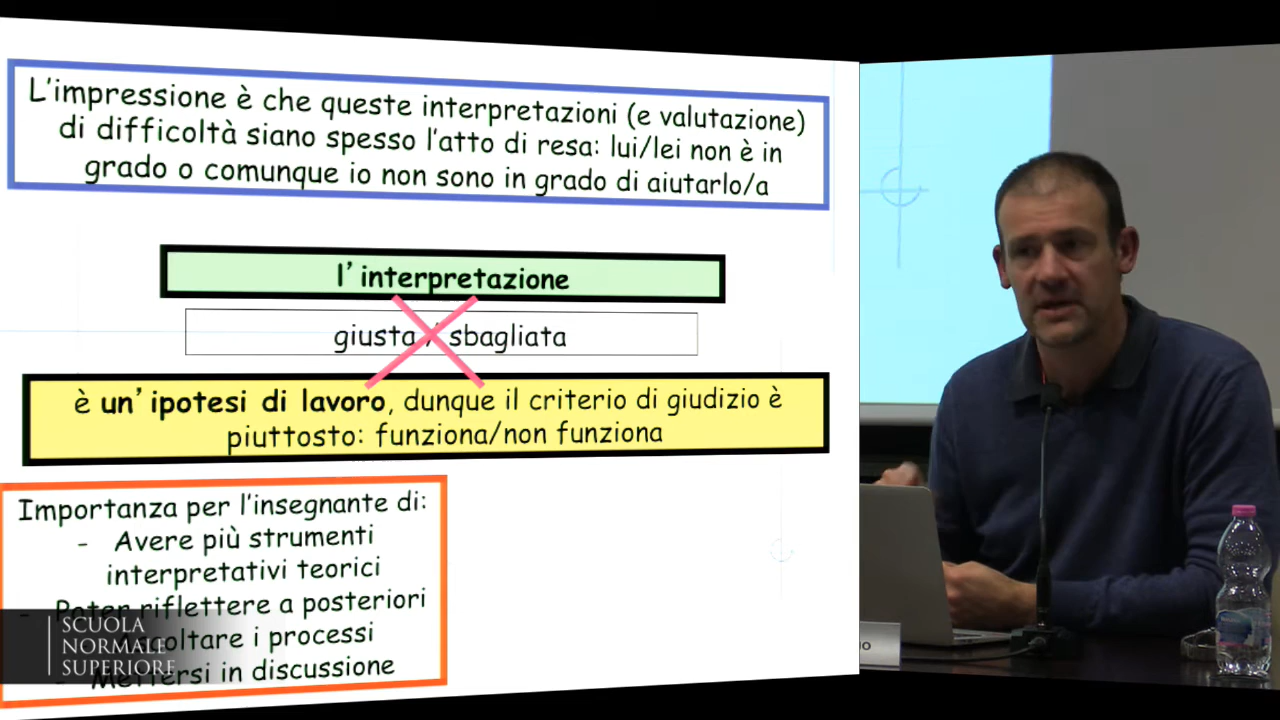 L'impressione è che queste interpretazioni (e valutazione)
di difficoltà siano spesso l'atto di resa: lui/lei non è in
grado o comunque io non sono in grado di aiutarlo/a
l'interpretazione
giusta / sbagliata
è un'ipotesi di lavoro, dunque il criterio di giudizio è
piuttosto: funziona/non funziona
Importanza per l'insegnante di:
- Avere più strumenti
interpretativi teorici
- Poter riflettere a posteriori
- Ascoltare i processi
- Mettersi in discussione
SCUOLA
NORMALE
SUPERIORE